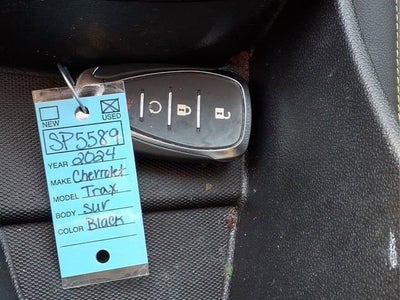 NEW USED
SP5589
YEAR 2024
MAKE Chevrolet
MODEL Trax
BODY SUV
COLOR Black